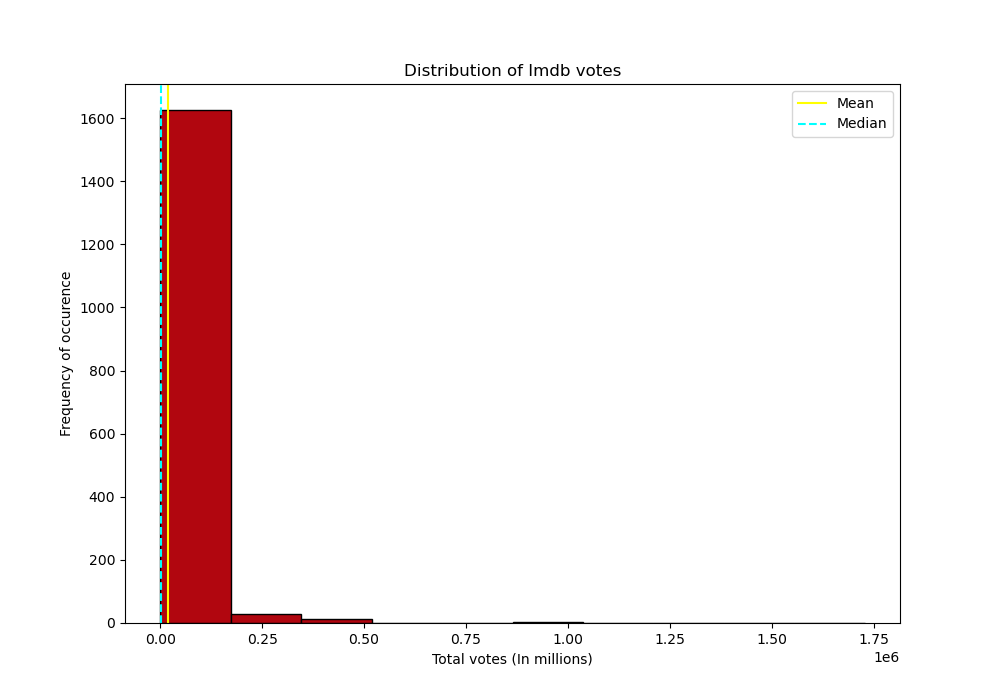 Distribution of Imdb votes
Mean
Median
Frequency of occurence
1600
1400
1200
1000
800
600
400
200
0
0.00 0.25 0.50 0.75 1.00 1.25 1.50 1.75
1e6
Total votes (In millions)